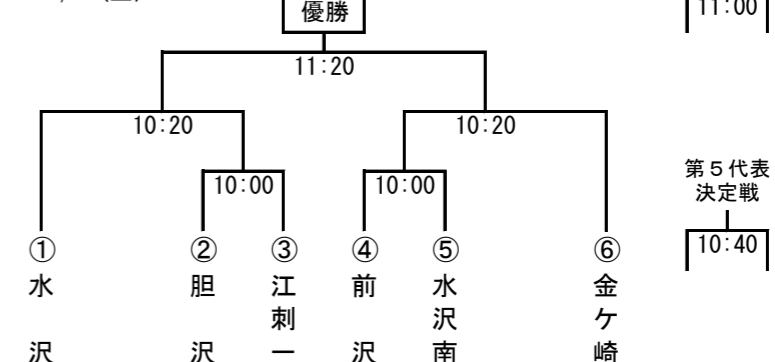 優勝
11:00
11:20
10:20
10:20
第５代表
決定戦
10:00
10:00
10:40
①
②
③
④
⑤
⑥
水沢
胆沢
江刺一
前沢
水沢南
金ケ崎